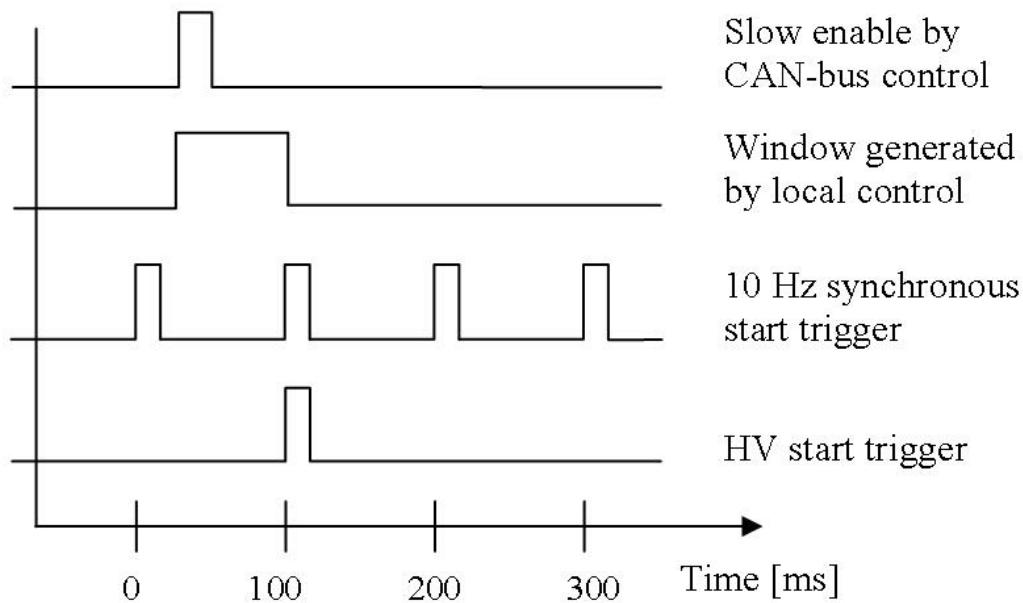 Slow enable by
CAN-bus control
Window generated
by local control
10 Hz synchronous
start trigger
HV start trigger
0 100 200 300 Time [ms]